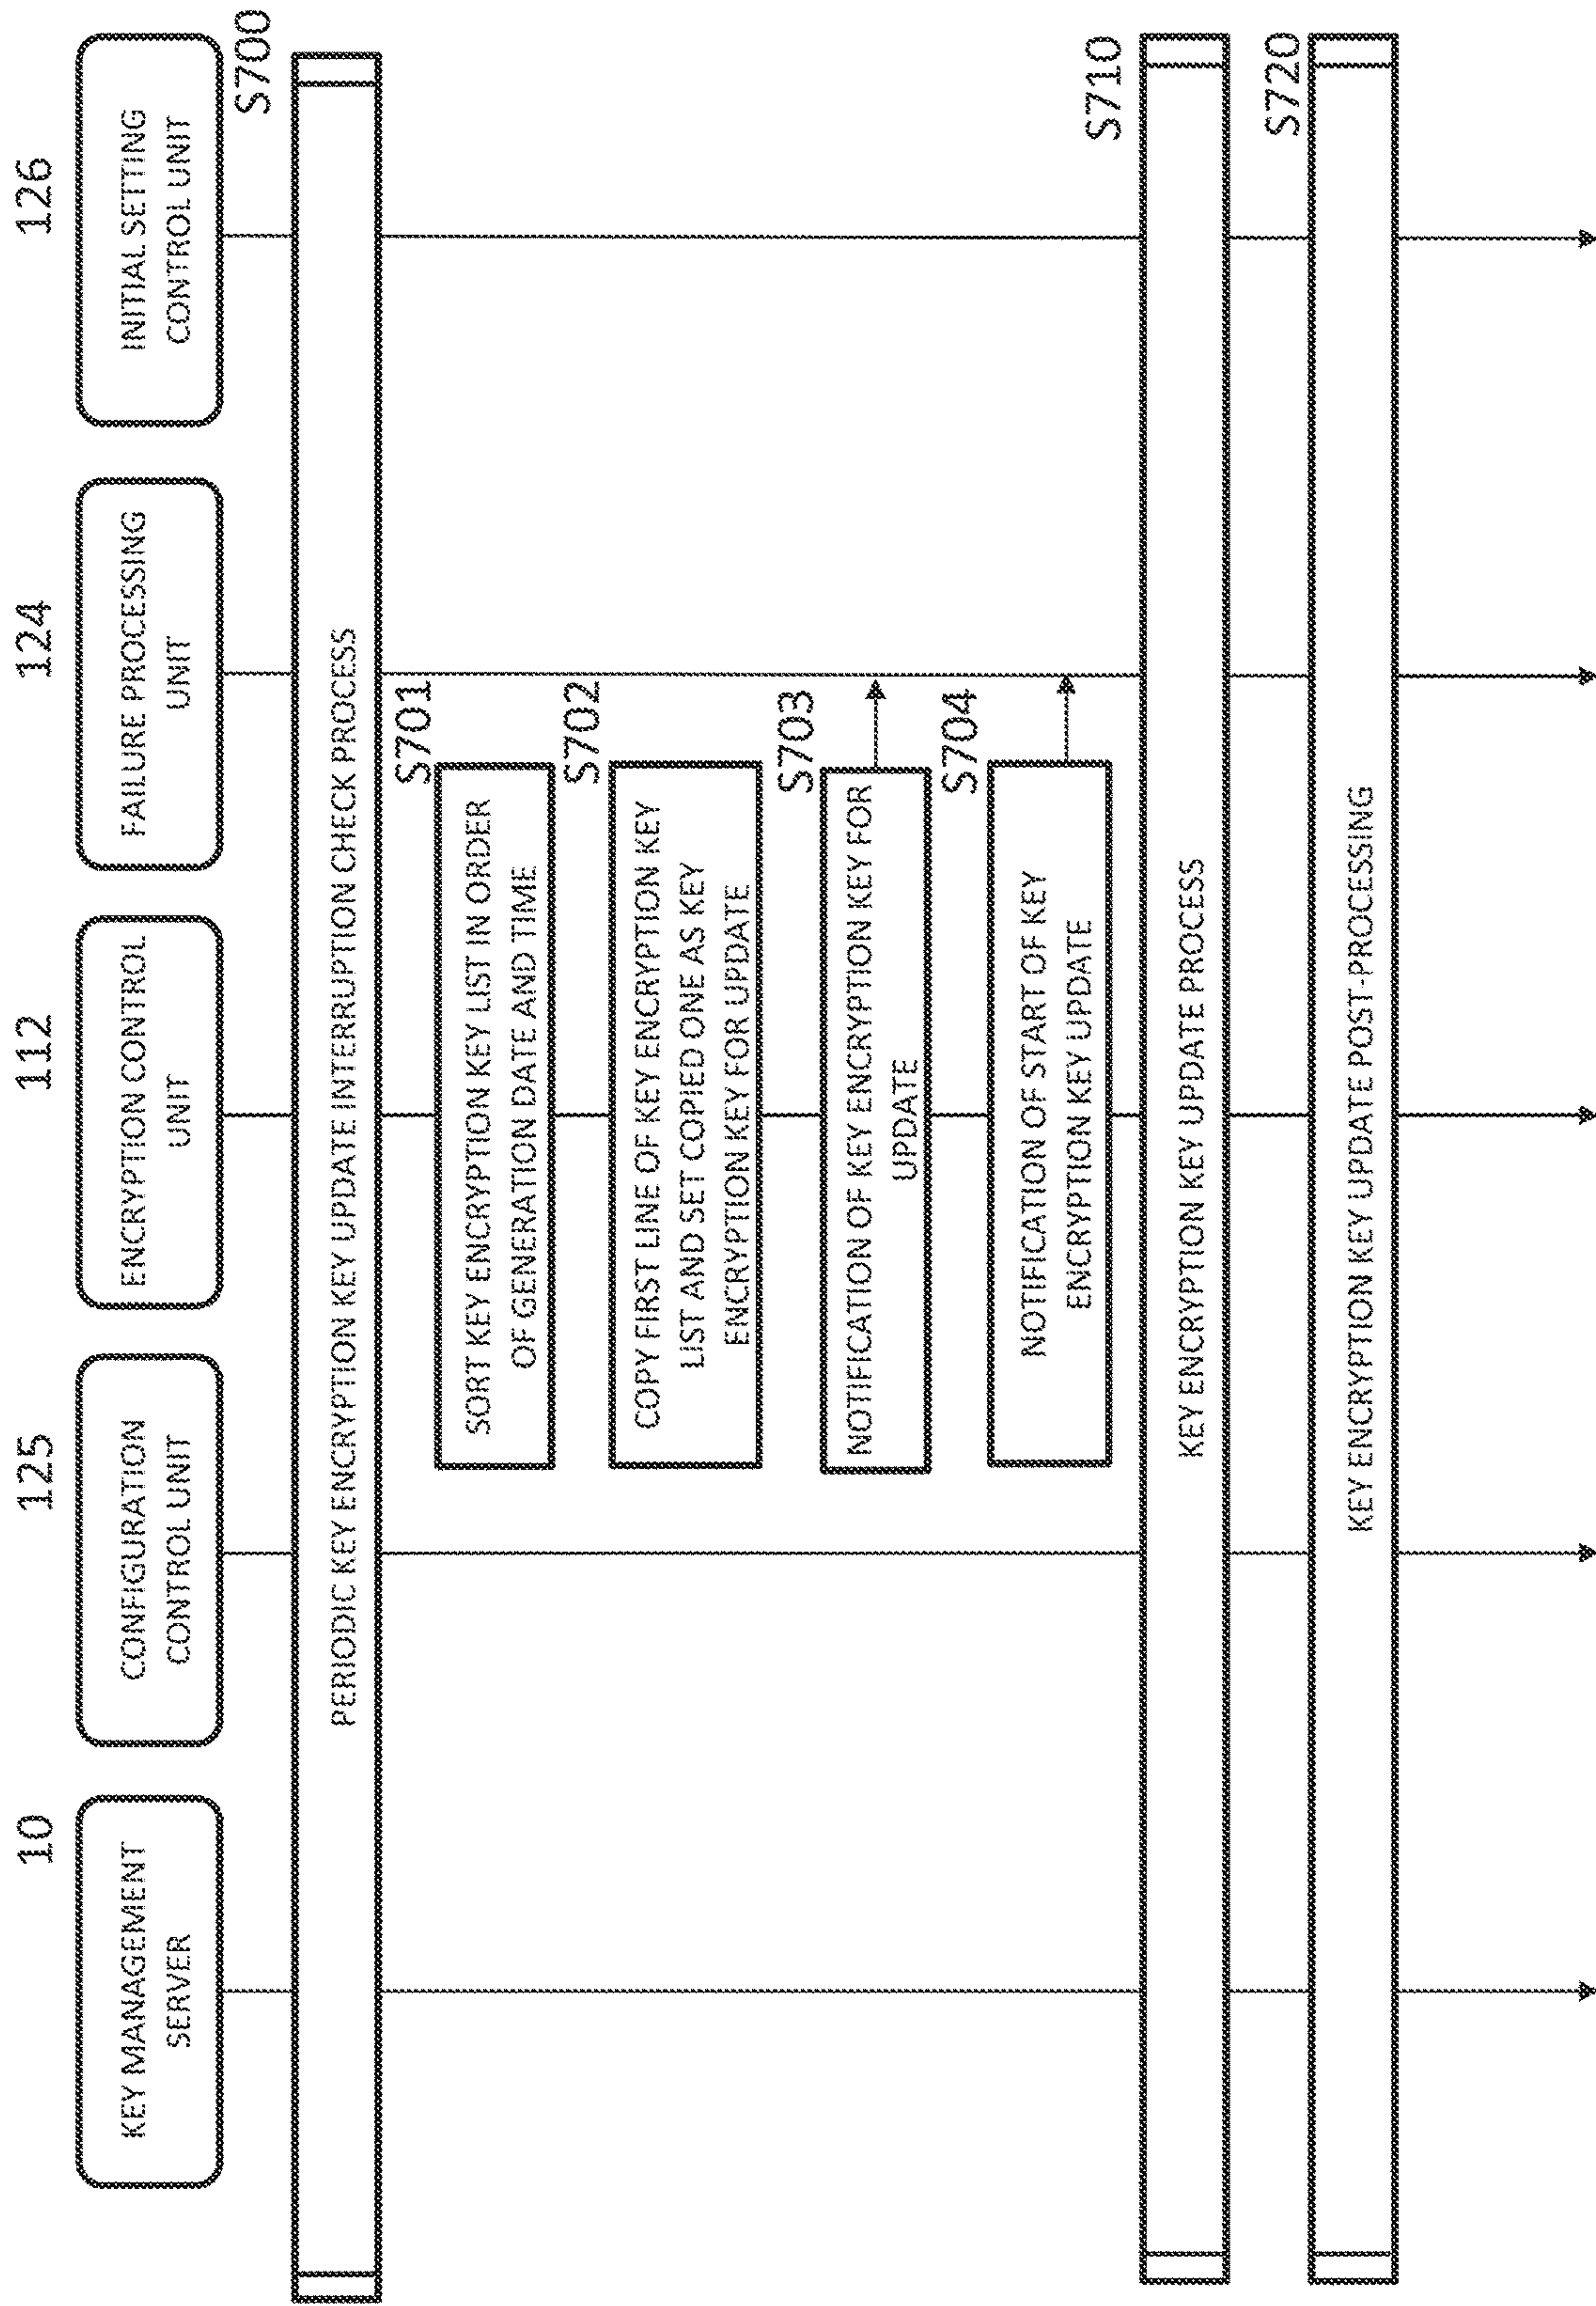 10
125
112
124
126
KEY MANAGEMENT
SERVER
CONFIGURATION
CONTROL UNIT
ENCRYPTION CONTROL
UNIT
FAILURE PROCESSING
UNIT
INITIAL SETTING
CONTROL UNIT
S700
PERIODIC KEY ENCRYPTION KEY UPDATE INTERRUPTION CHECK PROCESS
S701
SORT KEY ENCRYPTION KEY LIST IN ORDER
OF GENERATION DATE AND TIME
S702
COPY FIRST LINE OF KEY ENCRYPTION KEY
LIST AND SET COPIED ONE AS KEY
ENCRYPTION KEY FOR UPDATE
S703
NOTIFICATION OF KEY ENCRYPTION KEY FOR
UPDATE
S704
NOTIFICATION OF START OF KEY
ENCRYPTION KEY UPDATE
S710
KEY ENCRYPTION KEY UPDATE PROCESS
S720
KEY ENCRYPTION KEY UPDATE POST-PROCESSING